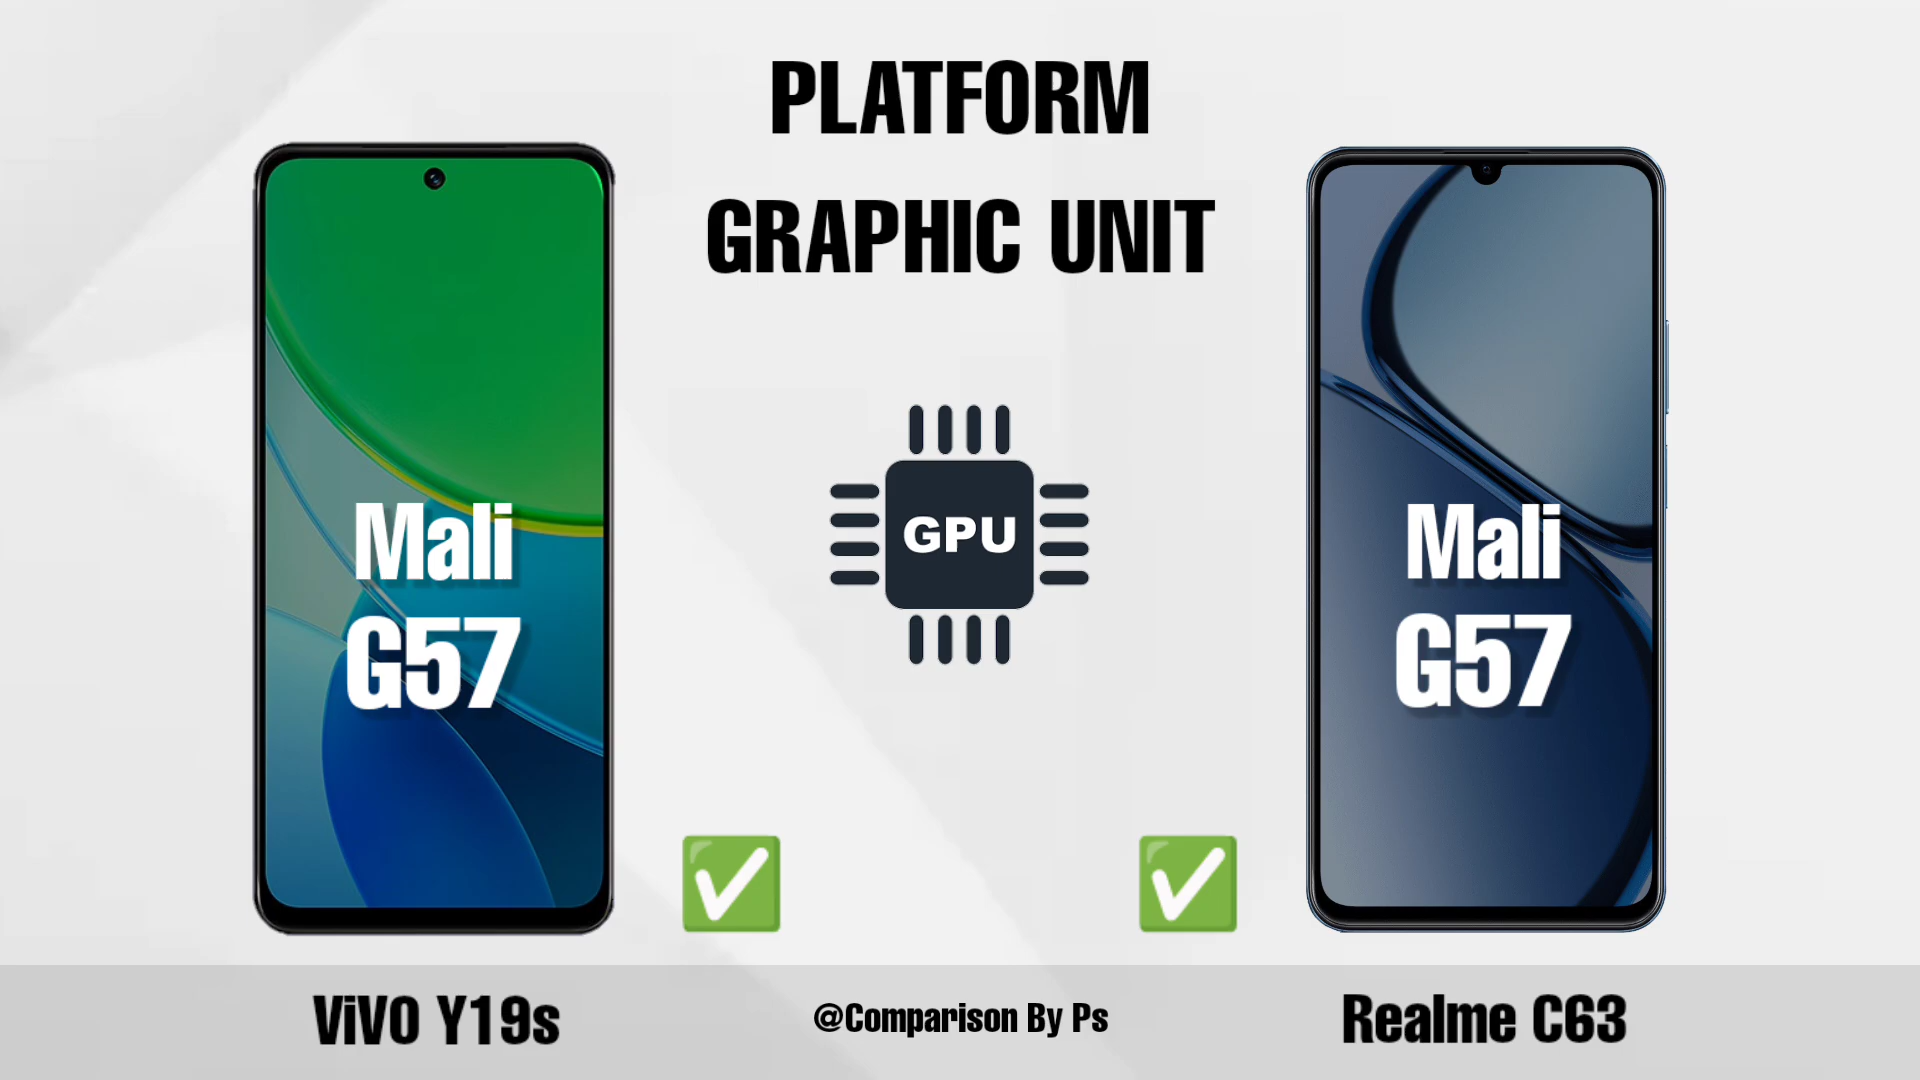 PLATFORM
GRAPHIC UNIT
Mali
G57
GPU
Mali
G57
ViVO Y19s
@Comparison By Ps
Realme C63